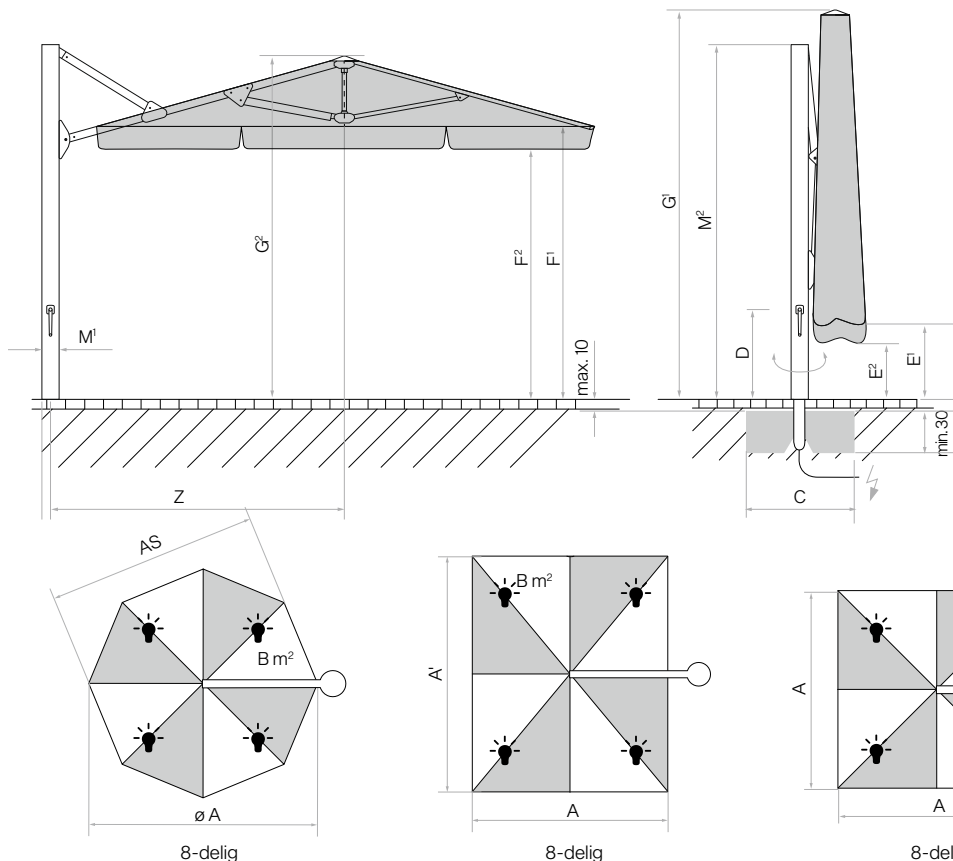 G²
F²
F¹
M¹
max. 10
Z
G¹
M²
D
E²
E¹
min.30
C
AS
B m²
ø A
8-delig
B m²
A'
A
8-delig
A
A